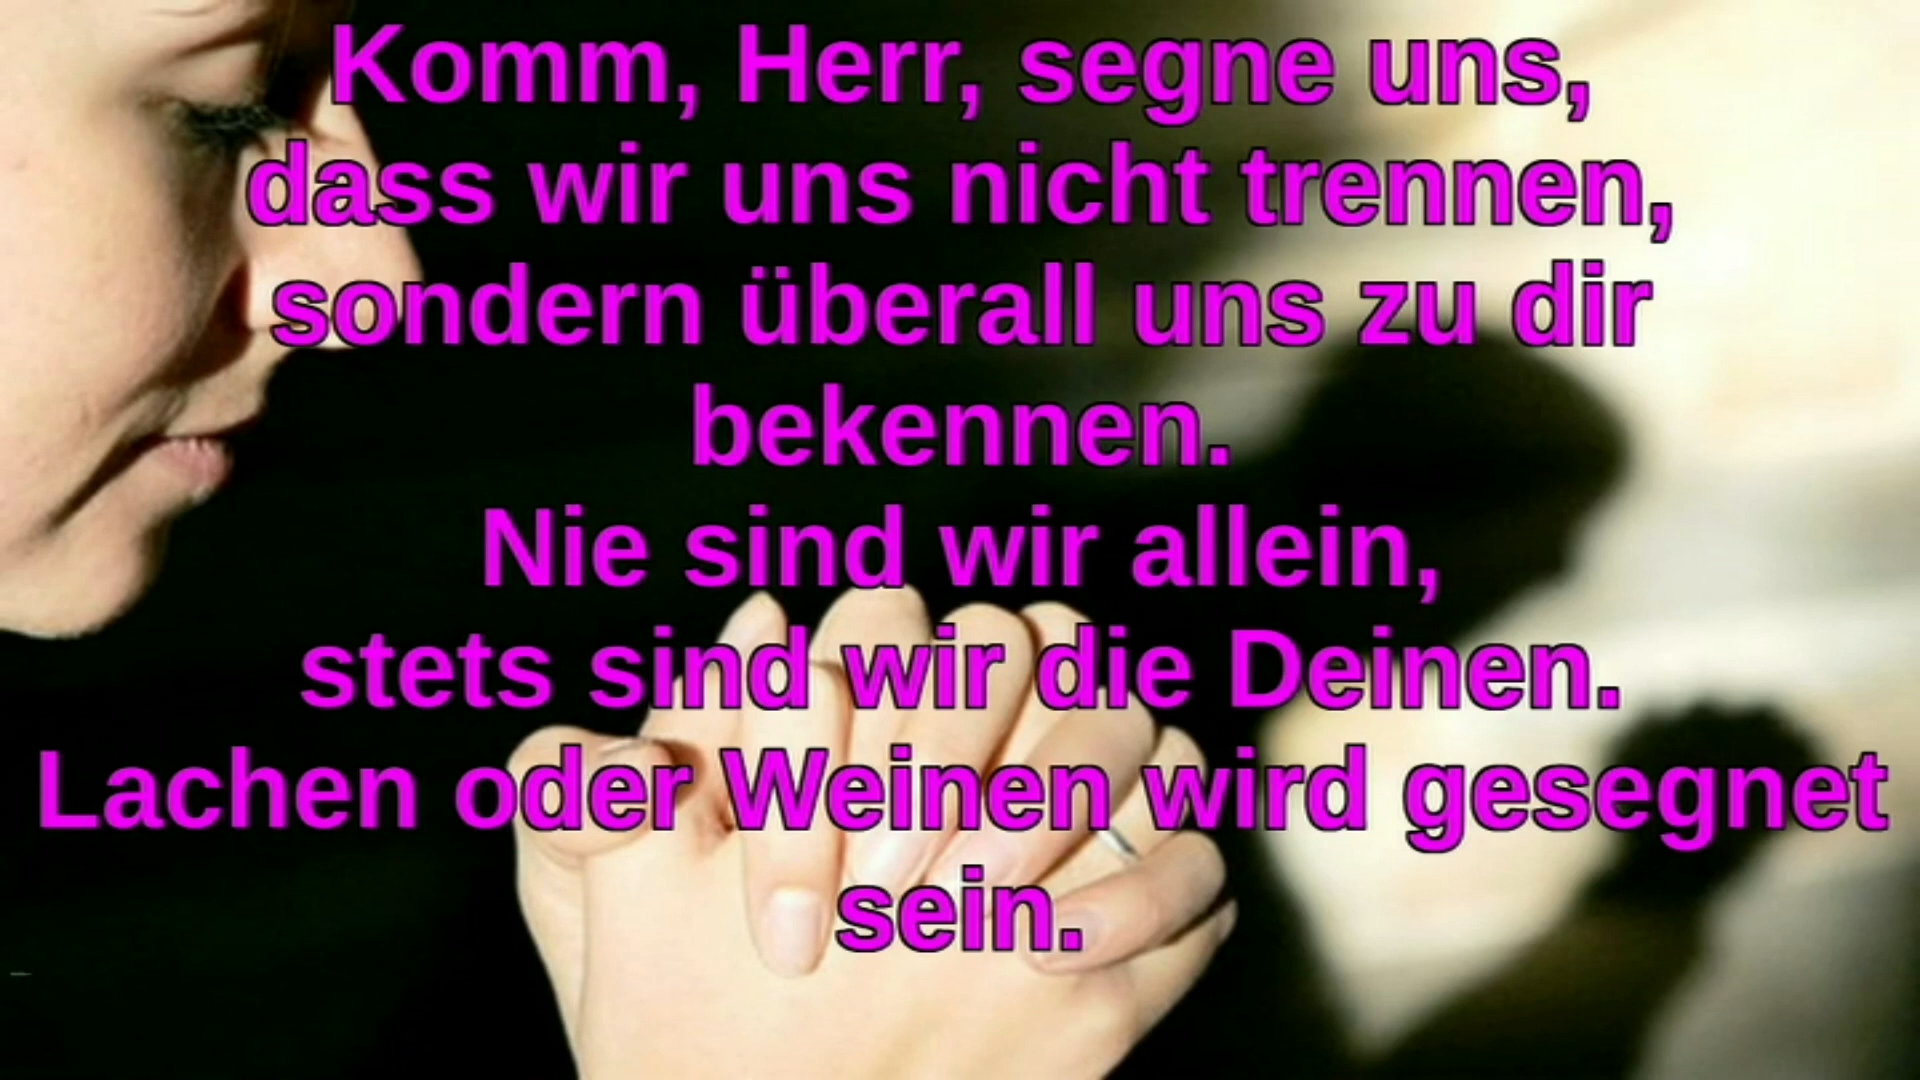 Komm, Herr, segne uns,
dass wir uns nicht trennen,
sondern überall uns zu dir
bekennen.
Nie sind wir allein,
stets sind wir die Deinen.
Lachen oder Weinen wird gesegnet
sein.